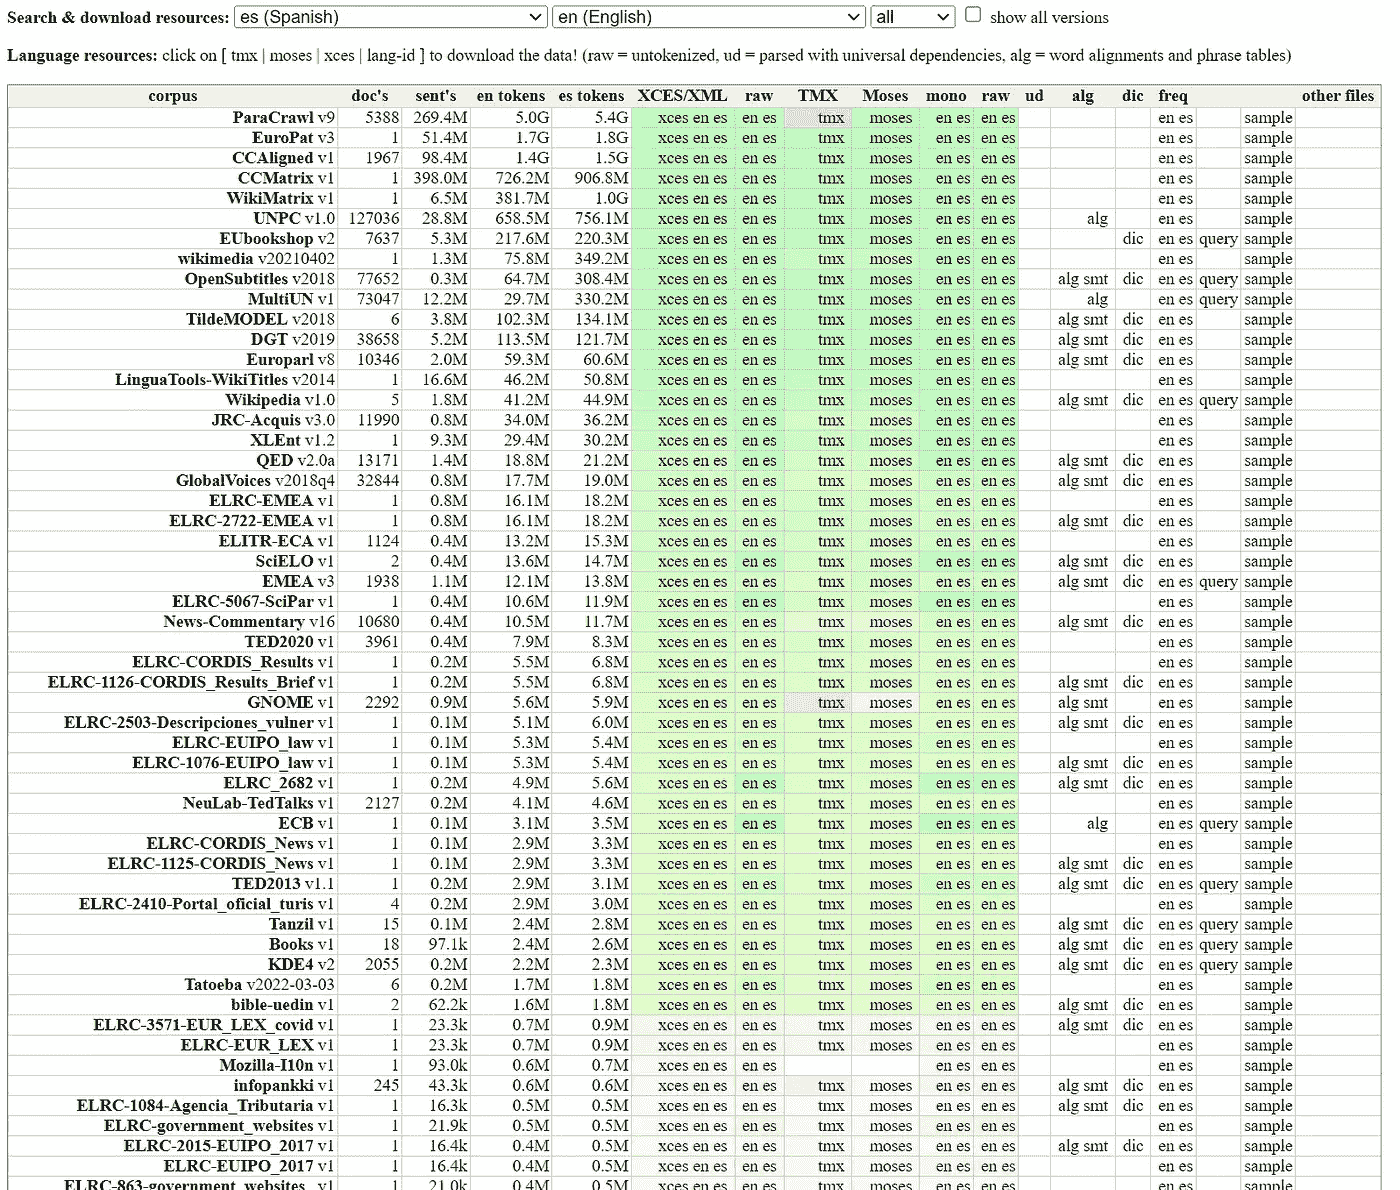 Search & download resources: es (Spanish) en (English) all show all versions
Language resources: click on [ tmx | moses | xces | lang-id ] to download the data! (raw = untokenized, ud = parsed with universal dependencies, alg = word alignments and phrase tables)
corpus doc's sent's en tokens es tokens XCES/XML raw TMX Moses mono raw ud alg dic freq other files
ParaCrawl v9 5388 269.4M 5.0G 5.4G xces en es en es tmx moses en es en es en es sample
EuroPat v3 1 51.4M 1.7G 1.8G xces en es en es tmx moses en es en es en es sample
CCAligned v1 1967 98.4M 1.4G 1.5G xces en es en es tmx moses en es en es en es sample
CCMatrix v1 1 398.0M 726.2M 906.8M xces en es en es tmx moses en es en es en es sample
WikiMatrix v1 1 6.5M 381.7M 1.0G xces en es en es tmx moses en es en es en es sample
UNPC v1.0 127036 28.8M 658.5M 756.1M xces en es en es tmx moses en es en es alg en es sample
EUbookshop v2 7637 5.3M 217.6M 220.3M xces en es en es tmx moses en es en es dic en es query sample
wikimedia v20210402 1 1.3M 75.8M 349.2M xces en es en es tmx moses en es en es en es sample
OpenSubtitles v2018 77652 0.3M 64.7M 308.4M xces en es en es tmx moses en es en es alg smt dic en es query sample
MultiUN v1 73047 12.2M 29.7M 330.2M xces en es en es tmx moses en es en es alg en es query sample
TildeMODEL v2018 6 3.8M 102.3M 134.1M xces en es en es tmx moses en es en es alg smt dic en es sample
DGT v2019 38658 5.2M 113.5M 121.7M xces en es en es tmx moses en es en es alg smt dic en es sample
Europarl v8 10346 2.0M 59.3M 60.6M xces en es en es tmx moses en es en es alg smt dic en es sample
LinguaTools-WikiTitles v2014 1 16.6M 46.2M 50.8M xces en es en es tmx moses en es en es en es sample
Wikipedia v1.0 5 1.8M 41.2M 44.9M xces en es en es tmx moses en es en es alg smt dic en es query sample
JRC-Acquis v3.0 11990 0.8M 34.0M 36.2M xces en es en es tmx moses en es en es en es sample
XLEnt v1.2 1 9.3M 29.4M 30.2M xces en es en es tmx moses en es en es en es sample
QED v2.0a 13171 1.4M 18.8M 21.2M xces en es en es tmx moses en es en es alg smt dic en es sample
GlobalVoices v2018q4 32844 0.8M 17.7M 19.0M xces en es en es tmx moses en es en es alg smt dic en es sample
ELRC-EMEA v1 1 0.8M 16.1M 18.2M xces en es en es tmx moses en es en es en es sample
ELRC-2722-EMEA v1 1 0.8M 16.1M 18.2M xces en es en es tmx moses en es en es alg smt dic en es sample
ELITR-ECA v1 1124 0.4M 13.2M 15.3M xces en es en es tmx moses en es en es en es sample
SciELO v1 2 0.4M 13.6M 14.7M xces en es en es tmx moses en es en es alg smt dic en es sample
EMEA v3 1938 1.1M 12.1M 13.8M xces en es en es tmx moses en es en es alg smt dic en es query sample
ELRC-5067-SciPar v1 1 0.4M 10.6M 11.9M xces en es en es tmx moses en es en es en es sample
News-Commentary v16 10680 0.4M 10.5M 11.7M xces en es en es tmx moses en es en es alg smt dic en es sample
TED2020 v1 3961 0.4M 7.9M 8.3M xces en es en es tmx moses en es en es en es sample
ELRC-CORDIS_Results v1 1 0.2M 5.5M 6.8M xces en es en es tmx moses en es en es en es sample
ELRC-1126-CORDIS_Results_Brief v1 1 0.2M 5.5M 6.8M xces en es en es tmx moses en es en es alg smt dic en es sample
GNOME v1 2292 0.9M 5.6M 5.9M xces en es en es tmx moses en es en es alg smt en es sample
ELRC-2503-Descripciones_vulner v1 1 0.1M 5.1M 6.0M xces en es en es tmx moses en es en es alg smt dic en es sample
ELRC-EUIPO_law v1 1 0.1M 5.3M 5.4M xces en es en es tmx moses en es en es en es sample
ELRC-1076-EUIPO_law v1 1 0.1M 5.3M 5.4M xces en es en es tmx moses en es en es alg smt dic en es sample
ELRC_2682 v1 1 0.2M 4.9M 5.6M xces en es en es tmx moses en es en es alg smt dic en es sample
NeuLab-TedTalks v1 2127 0.2M 4.1M 4.6M xces en es en es tmx moses en es en es en es sample
ECB v1 1 0.1M 3.1M 3.5M xces en es en es tmx moses en es en es alg en es query sample
ELRC-CORDIS_News v1 1 0.1M 2.9M 3.3M xces en es en es tmx moses en es en es en es sample
ELRC-1125-CORDIS_News v1 1 0.1M 2.9M 3.3M xces en es en es tmx moses en es en es alg smt dic en es sample
TED2013 v1.1 1 0.2M 2.9M 3.1M xces en es en es tmx moses en es en es alg smt dic en es query sample
ELRC-2410-Portal_oficial_turis v1 4 0.2M 2.9M 3.0M xces en es en es tmx moses en es en es en es sample
Tanzil v1 15 0.1M 2.4M 2.8M xces en es en es tmx moses en es en es alg smt dic en es query sample
Books v1 18 97.1k 2.4M 2.6M xces en es en es tmx moses en es en es alg smt dic en es query sample
KDE4 v2 2055 0.2M 2.2M 2.3M xces en es en es tmx moses en es en es alg smt dic en es query sample
Tatoeba v2022-03-03 6 0.2M 1.7M 1.8M xces en es en es tmx moses en es en es en es sample
bible-uedin v1 2 62.2k 1.6M 1.8M xces en es en es tmx moses en es en es alg smt dic en es sample
ELRC-3571-EUR_LEX_covid v1 1 23.3k 0.7M 0.9M xces en es en es tmx moses en es en es alg smt dic en es sample
ELRC-EUR_LEX v1 1 23.3k 0.7M 0.9M xces en es en es tmx moses en es en es en es sample
Mozilla-I10n v1 1 93.0k 0.6M 0.7M xces en es en es en es en es en es sample
infopankki v1 245 43.3k 0.6M 0.6M xces en es en es tmx moses en es en es alg smt dic en es sample
ELRC-1084-Agencia_Tributaria v1 1 16.3k 0.5M 0.5M xces en es en es tmx moses en es en es alg smt dic en es sample
ELRC-government_websites v1 1 21.9k 0.5M 0.5M xces en es en es tmx moses en es en es en es sample
ELRC-2015-EUIPO_2017 v1 1 16.4k 0.4M 0.5M xces en es en es tmx moses en es en es alg smt dic en es sample
ELRC-EUIPO_2017 v1 1 16.4k 0.4M 0.5M xces en es en es tmx moses en es en es en es sample
ELRC-863-government_websites_ v1 1 21.0k 0.4M 0.5M xces en es en es tmx moses en es en es en es sample